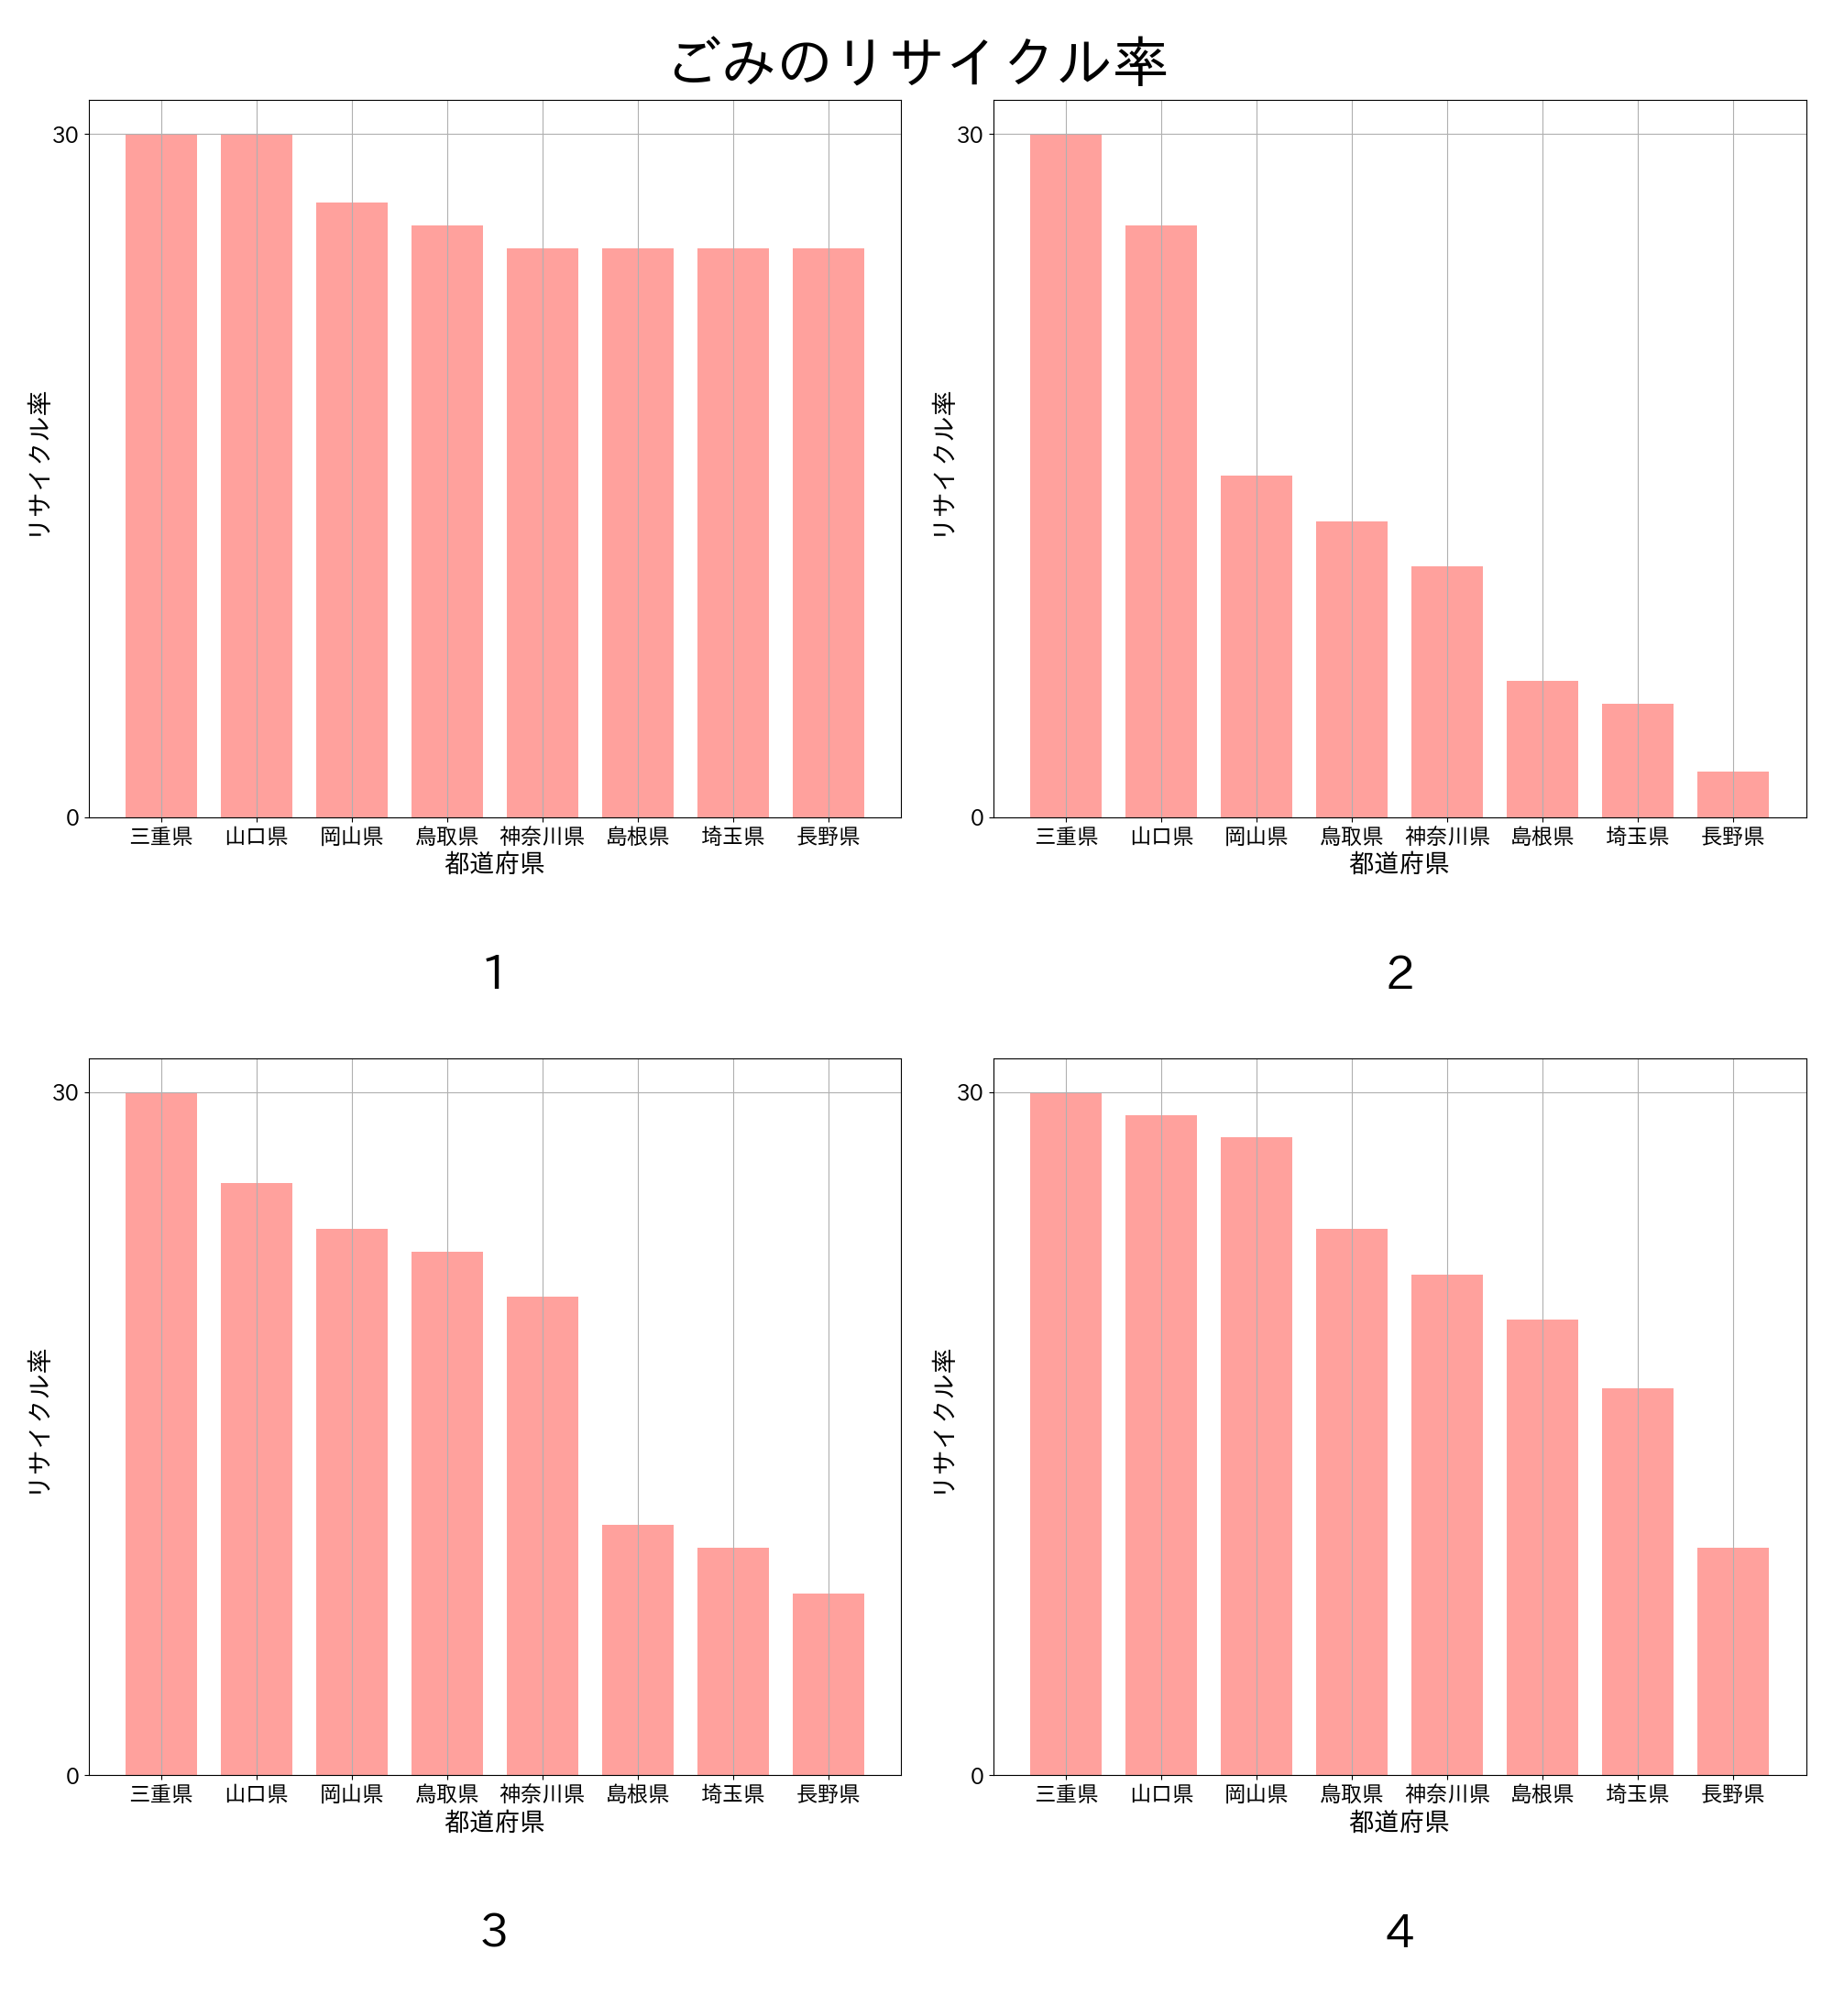 ごみのリサイクル率
30
0
リサイクル率
三重県 山口県 岡山県 鳥取県 神奈川県 島根県 埼玉県 長野県
都道府県
1
30
0
リサイクル率
三重県 山口県 岡山県 鳥取県 神奈川県 島根県 埼玉県 長野県
都道府県
2
30
0
リサイクル率
三重県 山口県 岡山県 鳥取県 神奈川県 島根県 埼玉県 長野県
都道府県
3
30
0
リサイクル率
三重県 山口県 岡山県 鳥取県 神奈川県 島根県 埼玉県 長野県
都道府県
4